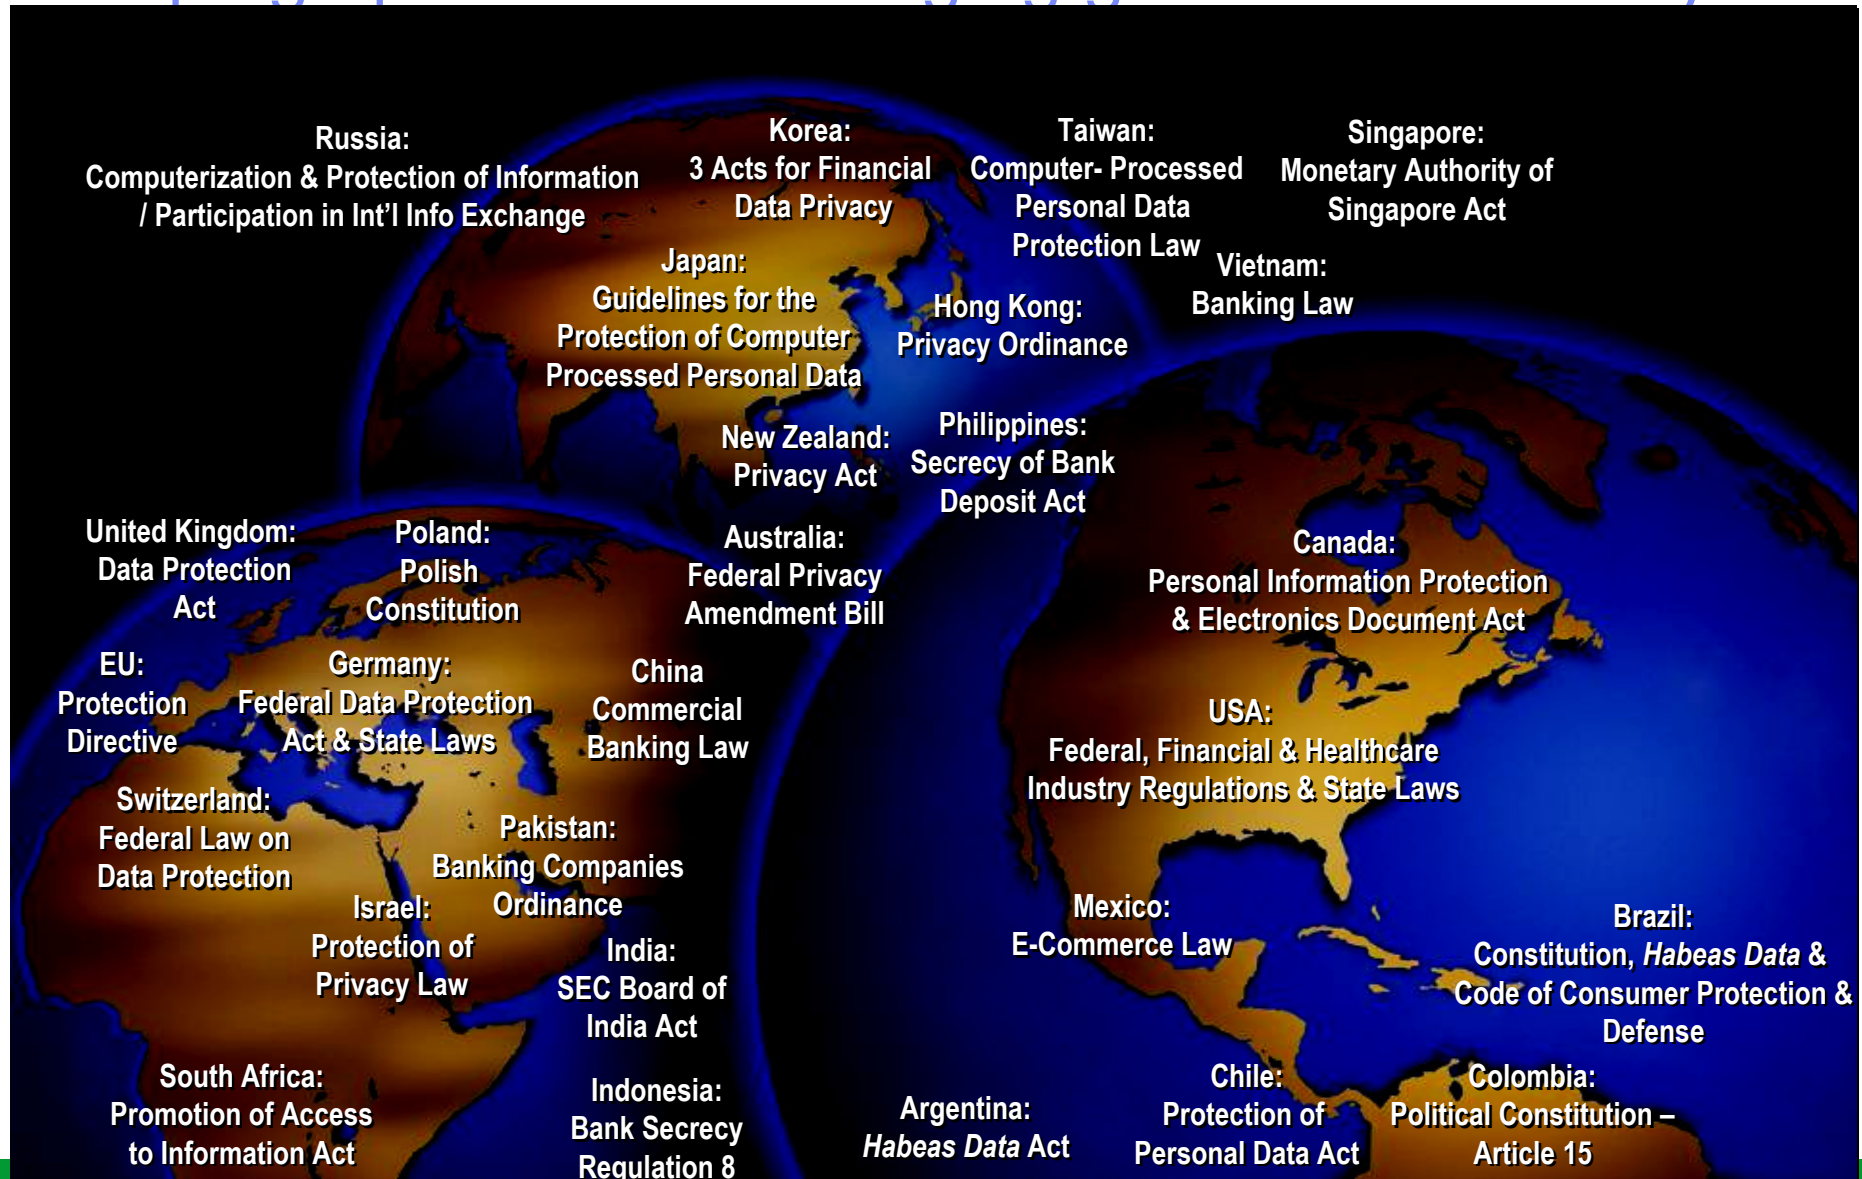 Russia:
Computerization & Protection of Information
/ Participation in Int'l Info Exchange
Korea:
3 Acts for Financial
Data Privacy
Taiwan:
Computer- Processed
Personal Data
Protection Law
Singapore:
Monetary Authority of
Singapore Act
Japan:
Guidelines for the
Protection of Computer
Processed Personal Data
Hong Kong:
Privacy Ordinance
Vietnam:
Banking Law
New Zealand:
Privacy Act
Philippines:
Secrecy of Bank
Deposit Act
United Kingdom:
Data Protection
Act
Poland:
Polish
Constitution
Australia:
Federal Privacy
Amendment Bill
Canada:
Personal Information Protection
& Electronics Document Act
EU:
Protection
Directive
Germany:
Federal Data Protection
Act & State Laws
China
Commercial
Banking Law
USA:
Federal, Financial & Healthcare
Industry Regulations & State Laws
Switzerland:
Federal Law on
Data Protection
Pakistan:
Banking Companies
Ordinance
Israel:
Protection of
Privacy Law
India:
SEC Board of
India Act
Mexico:
E-Commerce Law
Brazil:
Constitution, Habeas Data &
Code of Consumer Protection &
Defense
South Africa:
Promotion of Access
to Information Act
Indonesia:
Bank Secrecy
Regulation 8
Argentina:
Habeas Data Act
Chile:
Protection of
Personal Data Act
Colombia:
Political Constitution –
Article 15